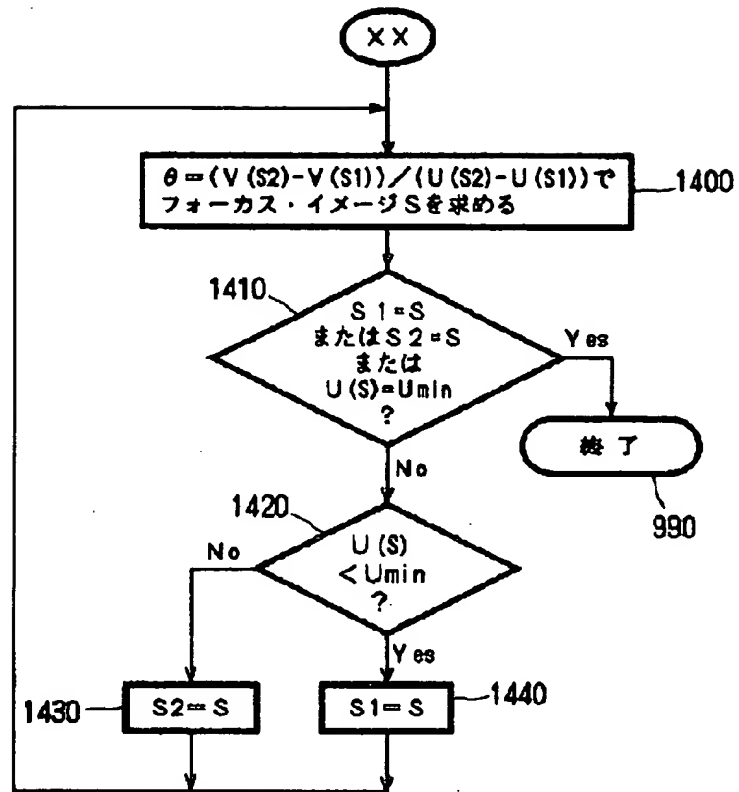 ××
θ=(V(S2)-V(S1))/(U(S2)-U(S1))で
フォーカス・イメージSを求める
1400
1410
S1=S
またはS2=S
または
U(S)=Umin
?
Yes
終了
990
No
1420
U(S)
<Umin
?
No
Yes
1430
S2=S
S1=S
1440